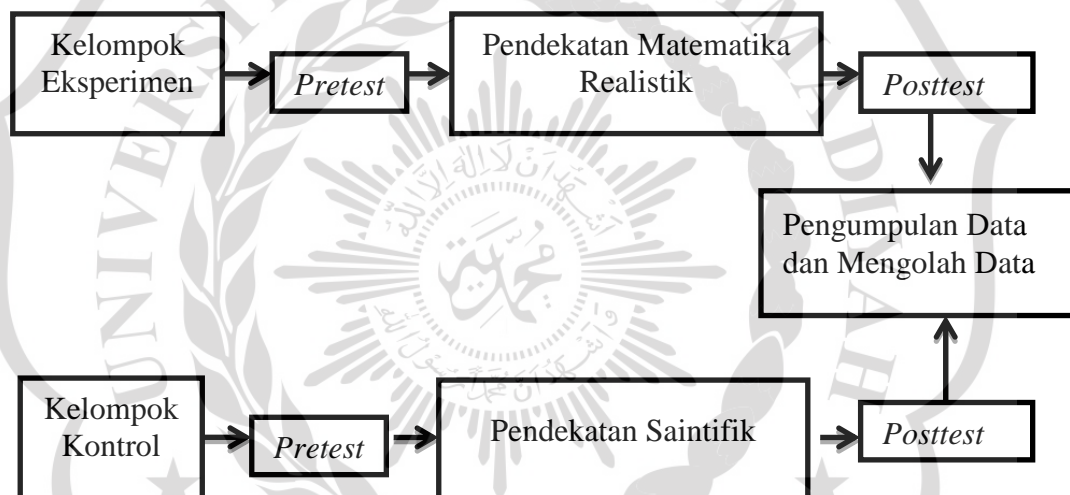 Kelompok
Eksperimen
Pretest
Pendekatan Matematika
Realistik
Posttest
Pengumpulan Data
dan Mengolah Data
Kelompok
Kontrol
Pretest
Pendekatan Saintifik
Posttest